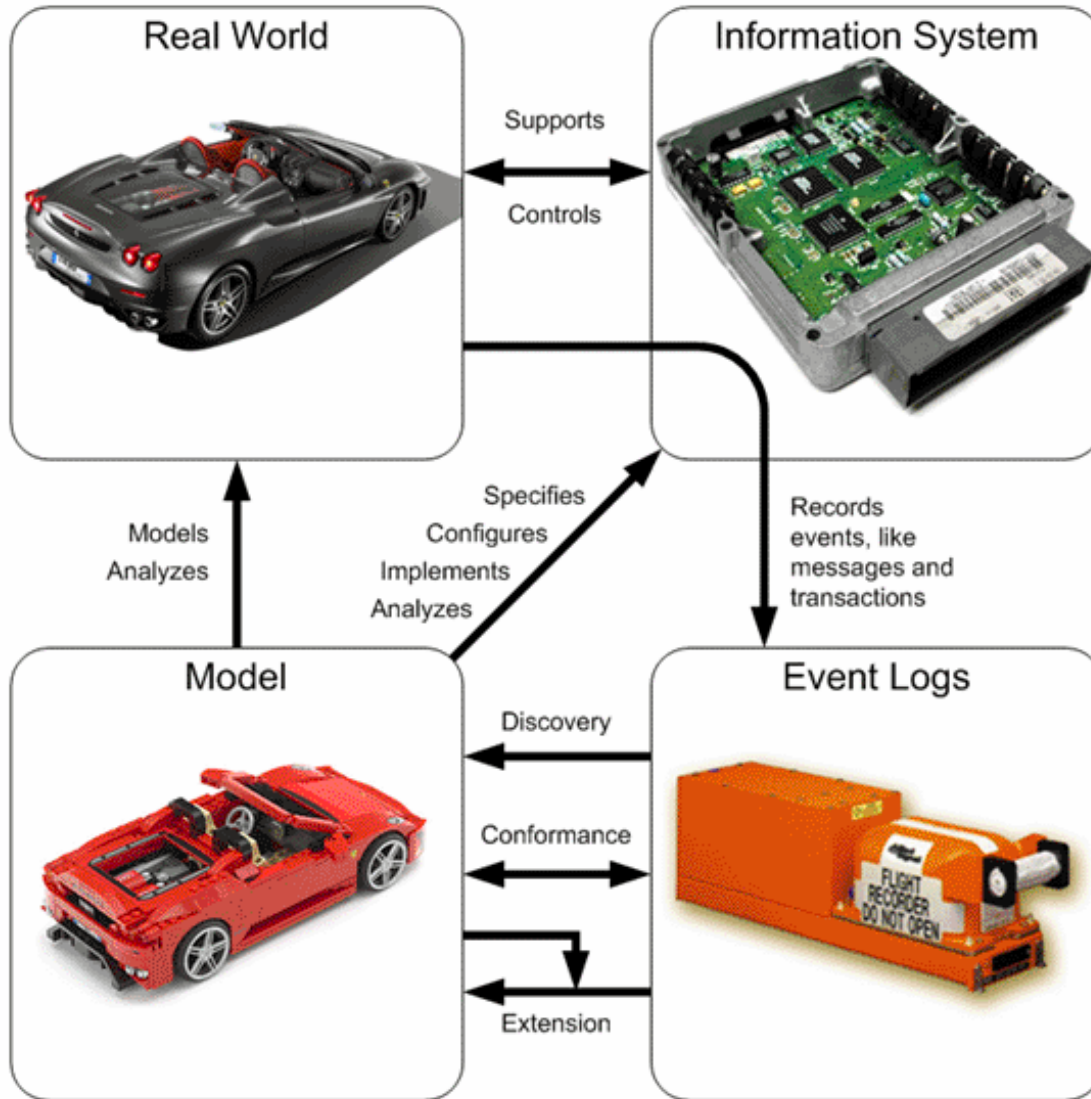 Real World
Information System
Supports
Controls
Models
Analyzes
Specifies
Configures
Implements
Analyzes
Records
events, like
messages and
transactions
Model
Event Logs
Discovery
Conformance
Extension
FLIGHT
RECORDER
DO NOT OPEN